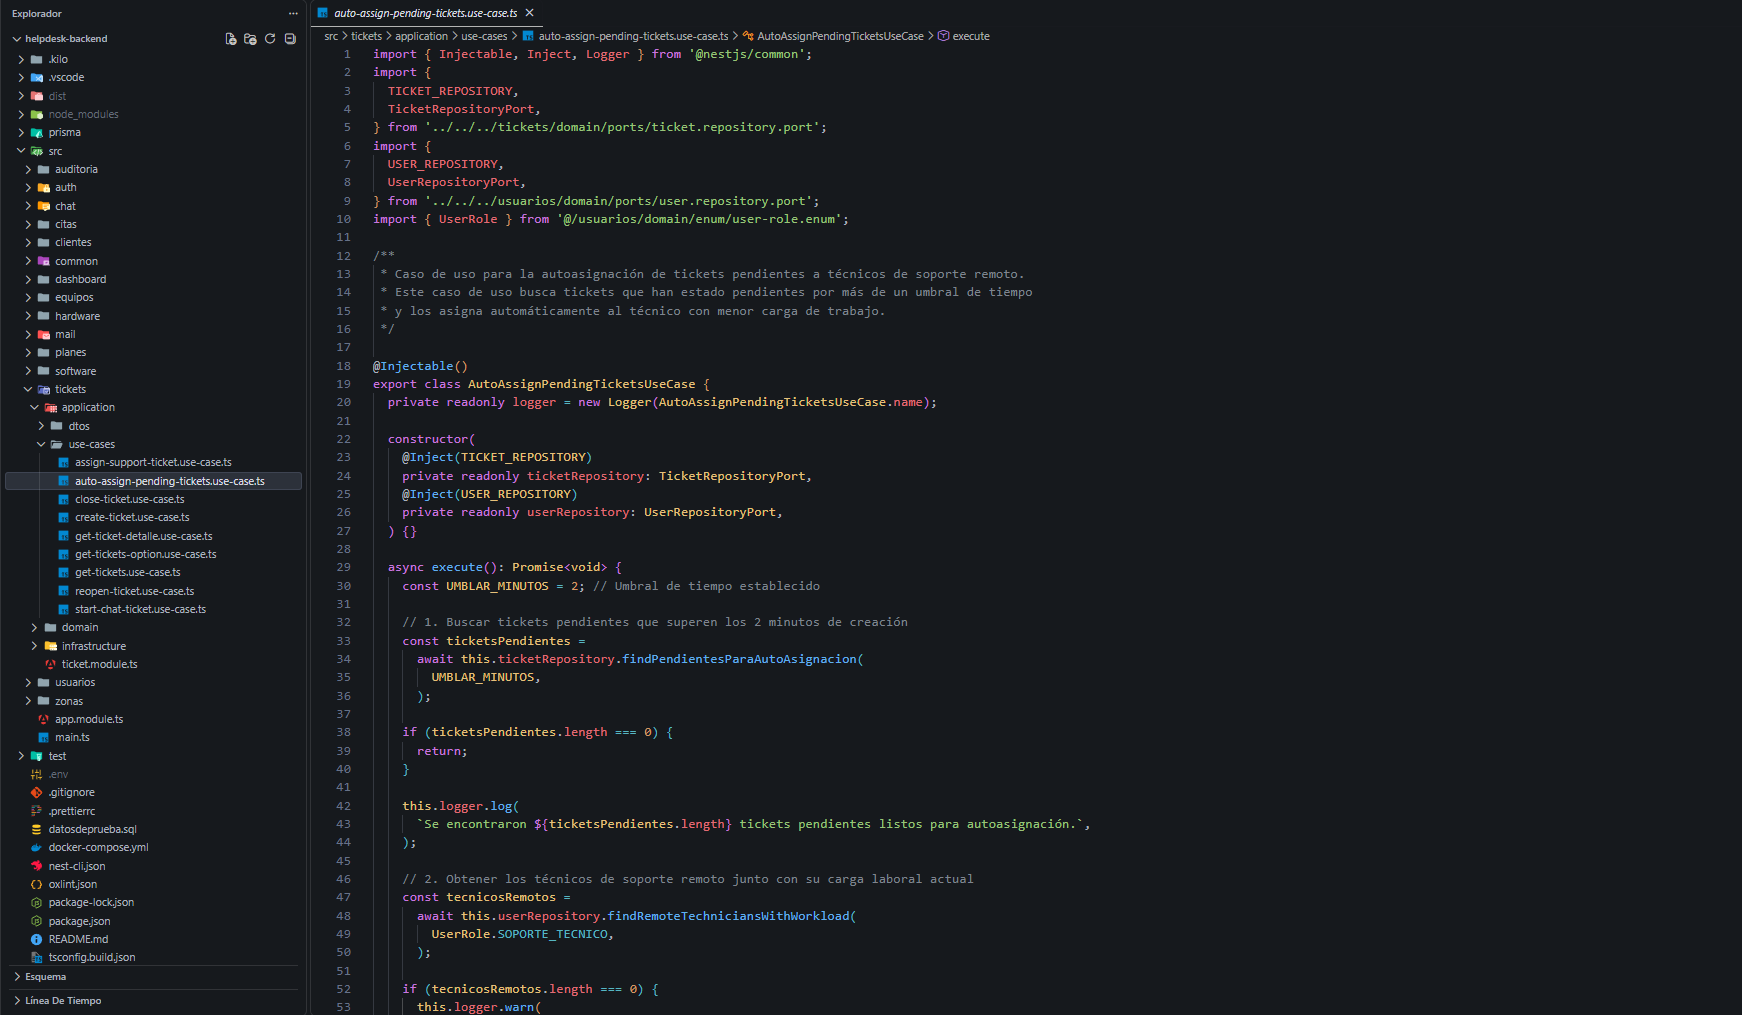 Explorador
helpdesk-backend
.kilo
.vscode
dist
node_modules
prisma
src
auditoria
auth
chat
citas
clientes
common
dashboard
equipos
hardware
mail
planes
software
tickets
application
dtos
use-cases
assign-support-ticket.use-case.ts
auto-assign-pending-tickets.use-case.ts
close-ticket.use-case.ts
create-ticket.use-case.ts
get-ticket-detalle.use-case.ts
get-tickets-option.use-case.ts
get-tickets.use-case.ts
reopen-ticket.use-case.ts
start-chat-ticket.use-case.ts
domain
infrastructure
ticket.module.ts
usuarios
zonas
app.module.ts
main.ts
test
.env
.gitignore
.prettierrc
datosdeprueba.sql
docker-compose.yml
nest-cli.json
oxlint.json
package-lock.json
package.json
README.md
tsconfig.build.json
Esquema
Línea De Tiempo
auto-assign-pending-tickets.use-case.ts
src > tickets > application > use-cases > auto-assign-pending-tickets.use-case.ts > AutoAssignPendingTicketsUseCase > execute
1 import { Injectable, Inject, Logger } from '@nestjs/common';
2 import {
3 TICKET_REPOSITORY,
4 TicketRepositoryPort,
5 } from '../../../tickets/domain/ports/ticket.repository.port';
6 import {
7 USER_REPOSITORY,
8 UserRepositoryPort,
9 } from '../../../usuarios/domain/ports/user.repository.port';
10 import { UserRole } from '@/usuarios/domain/enum/user-role.enum';
11
12 /**
13 * Caso de uso para la autoasignación de tickets pendientes a técnicos de soporte remoto.
14 * Este caso de uso busca tickets que han estado pendientes por más de un umbral de tiempo
15 * y los asigna automáticamente al técnico con menor carga de trabajo.
16 */
17
18 @Injectable()
19 export class AutoAssignPendingTicketsUseCase {
20 private readonly logger = new Logger(AutoAssignPendingTicketsUseCase.name);
21
22 constructor(
23 @Inject(TICKET_REPOSITORY)
24 private readonly ticketRepository: TicketRepositoryPort,
25 @Inject(USER_REPOSITORY)
26 private readonly userRepository: UserRepositoryPort,
27 ) {}
28
29 async execute(): Promise<void> {
30 const UMBLAR_MINUTOS = 2; // Umbral de tiempo establecido
31
32 // 1. Buscar tickets pendientes que superen los 2 minutos de creación
33 const ticketsPendientes =
34 await this.ticketRepository.findPendientesParaAutoAsignacion(
35 UMBLAR_MINUTOS,
36 );
37
38 if (ticketsPendientes.length === 0) {
39 return;
40 }
41
42 this.logger.log(
43 `Se encontraron ${ticketsPendientes.length} tickets pendientes listos para autoasignación.`,
44 );
45
46 // 2. Obtener los técnicos de soporte remoto junto con su carga laboral actual
47 const tecnicosRemotos =
48 await this.userRepository.findRemoteTechniciansWithWorkload(
49 UserRole.SOPORTE_TECNICO,
50 );
51
52 if (tecnicosRemotos.length === 0) {
53 this.logger.warn(